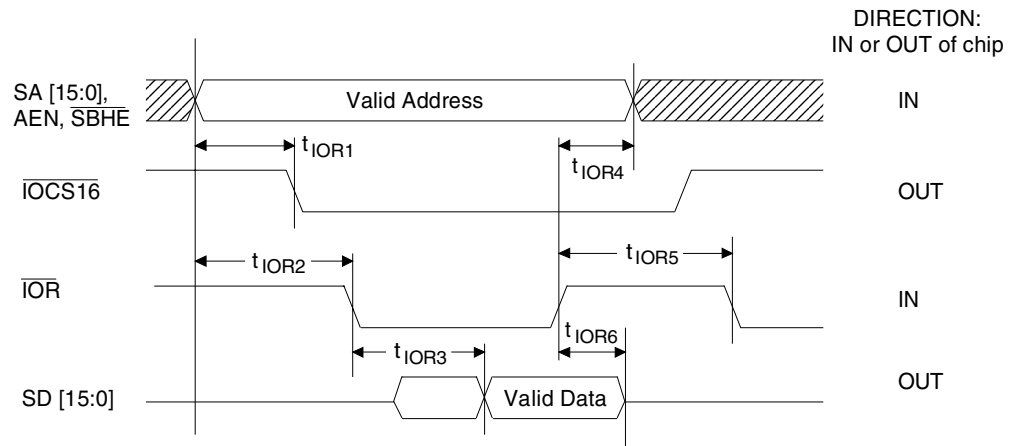 DIRECTION:
IN or OUT of chip
SA [15:0],
AEN, SBHE
Valid Address
IN
tIOR1
tIOR4
IOCS16
OUT
tIOR2
tIOR5
IOR
IN
tIOR3
tIOR6
SD [15:0]
Valid Data
OUT